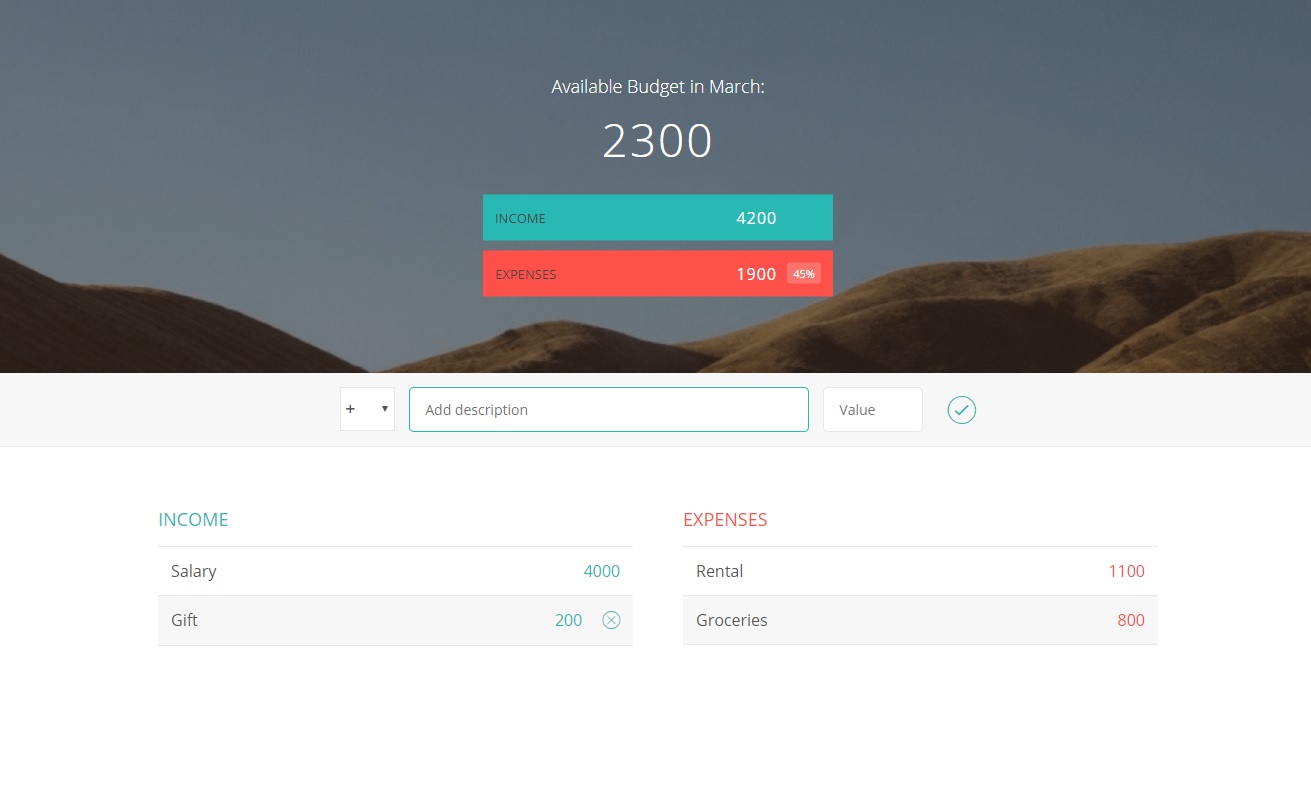 Available Budget in March:
2300
INCOME 4200
EXPENSES 1900 45%
+ Add description Value
INCOME
Salary 4000
Gift 200
EXPENSES
Rental 1100
Groceries 800